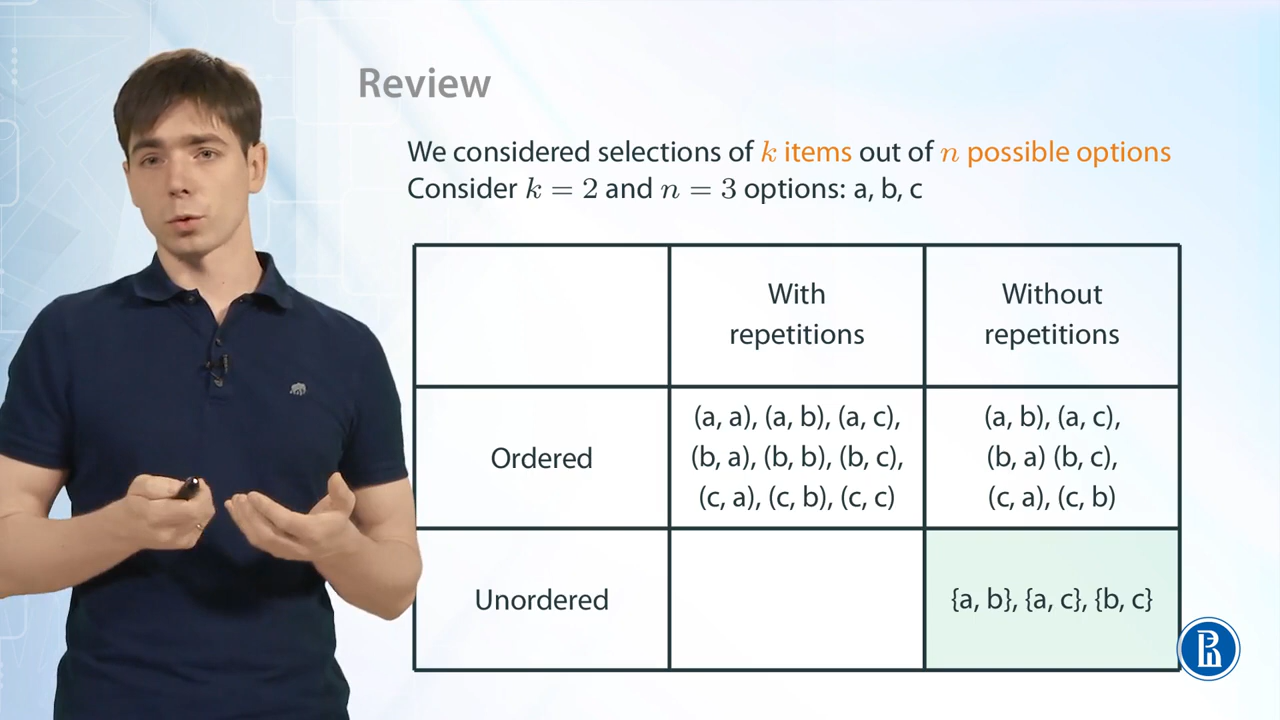 Review
We considered selections of k items out of n possible options
Consider k = 2 and n = 3 options: a, b, c
With
repetitions
Without
repetitions
Ordered
(a, a), (a, b), (a, c),
(b, a), (b, b), (b, c),
(c, a), (c, b), (c, c)
(a, b), (a, c),
(b, a) (b, c),
(c, a), (c, b)
Unordered
{a, b}, {a, c}, {b, c}